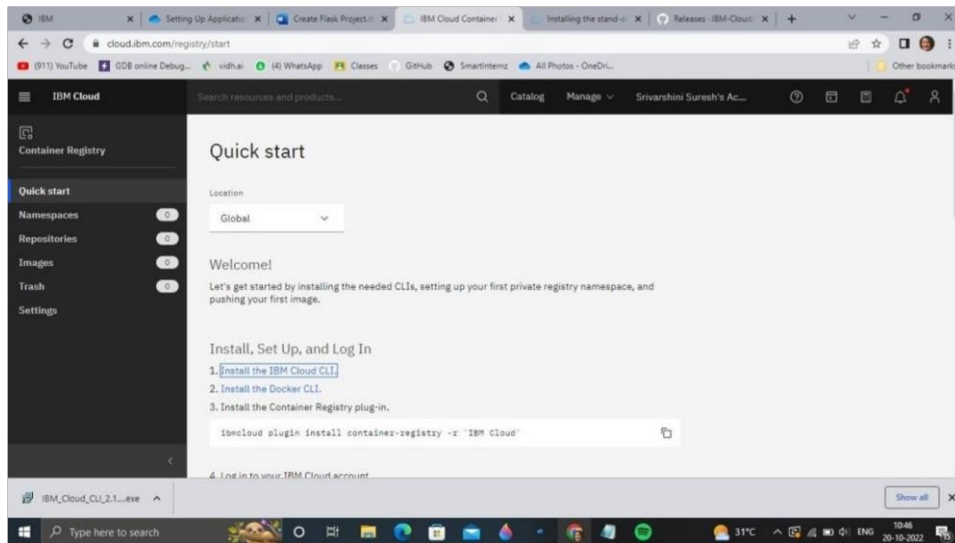 IBM
Setting Up Applicatio
Create Flask Project.d
IBM Cloud Container
Installing the stand-al
Releases · IBM-Cloud/
cloud.ibm.com/registry/start
(911) YouTube
GDB online Debug...
vidh.ai
(4) WhatsApp
Classes
GitHub
SmartInternz
All Photos - OneDri...
Other bookmarks
IBM Cloud
Search resources and products...
Catalog
Manage
Srivarshini Suresh's Ac...
Container Registry
Quick start
Namespaces 0
Repositories 0
Images 0
Trash 0
Settings
Quick start
Location
Global
Welcome!
Let's get started by installing the needed CLIs, setting up your first private registry namespace, and
pushing your first image.
Install, Set Up, and Log In
1. Install the IBM Cloud CLI.
2. Install the Docker CLI.
3. Install the Container Registry plug-in.
ibmcloud plugin install container-registry -r 'IBM Cloud'
4. Log in to your IBM Cloud account
IBM_Cloud_CLI_2.1....exe
Show all
Type here to search
31°C
ENG
10:46
20-10-2022